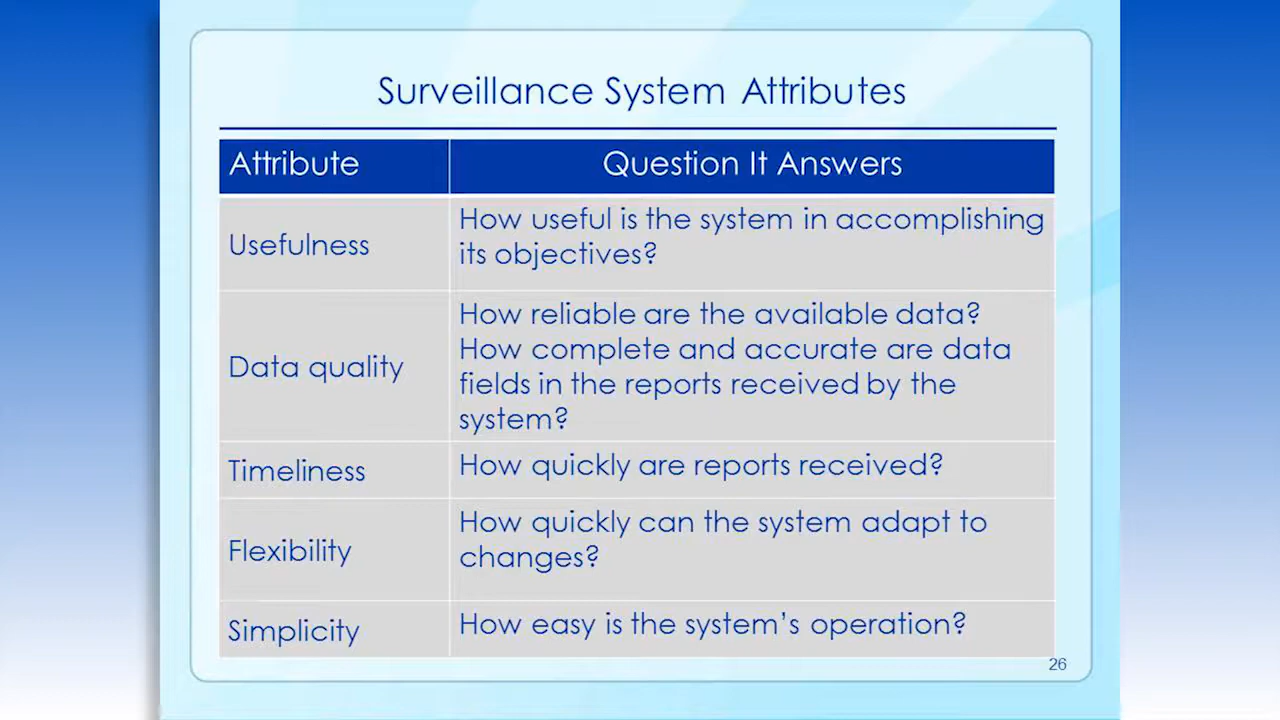 Surveillance System Attributes
Attribute
Question It Answers
Usefulness
How useful is the system in accomplishing
its objectives?
Data quality
How reliable are the available data?
How complete and accurate are data
fields in the reports received by the
system?
Timeliness
How quickly are reports received?
Flexibility
How quickly can the system adapt to
changes?
Simplicity
How easy is the system’s operation?
26